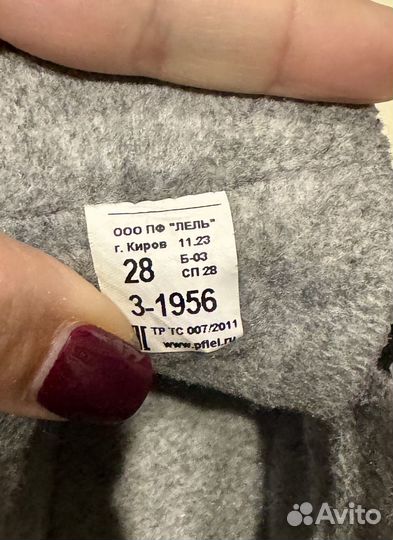 ООО ПФ "ЛЕЛЬ"
г. Киров 11.23
28 Б-03
СП 28
3-1956
ТР ТС 007/2011
www.pflel.ru
Avito